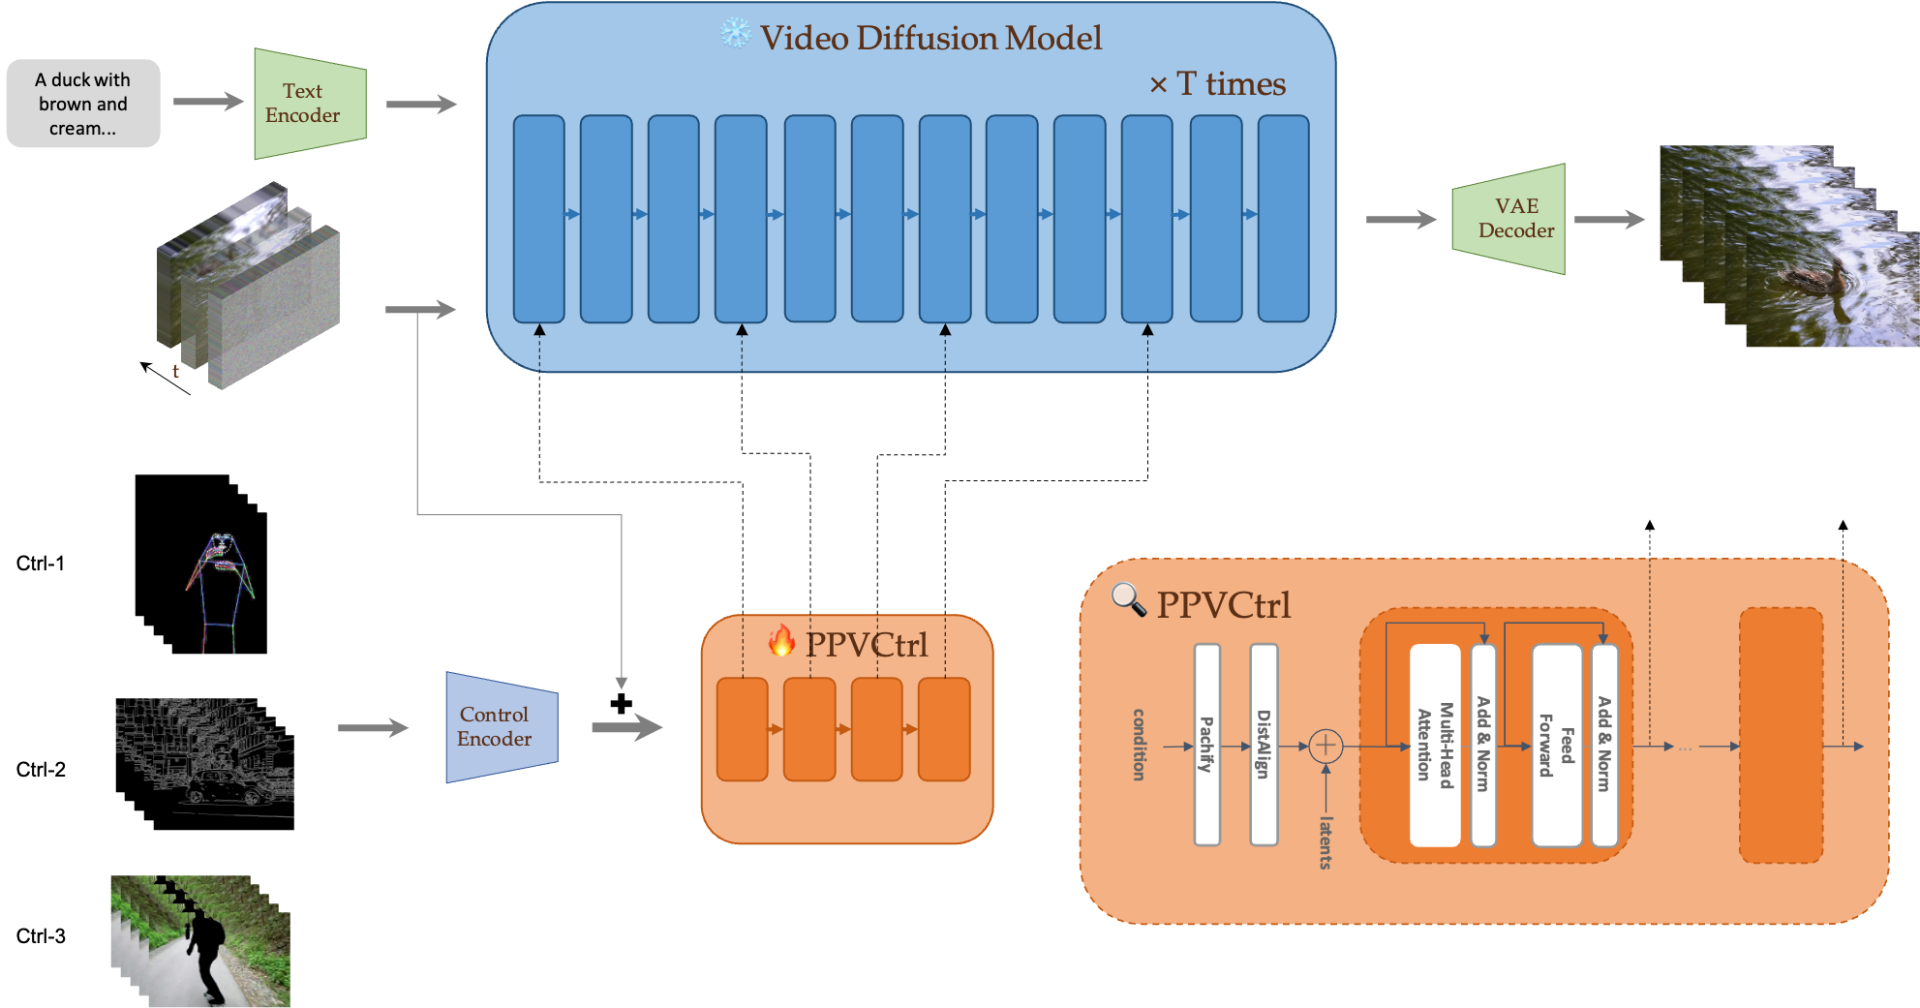 Video Diffusion Model
× T times
A duck with
brown and
cream...
Text
Encoder
VAE
Decoder
t
Ctrl-1
Ctrl-2
Ctrl-3
Control
Encoder
+
PPVCtrl
PPVCtrl
condition
Pachify
DistAlign
latents
Multi-Head
Attention
Add & Norm
Feed
Forward
Add & Norm
...